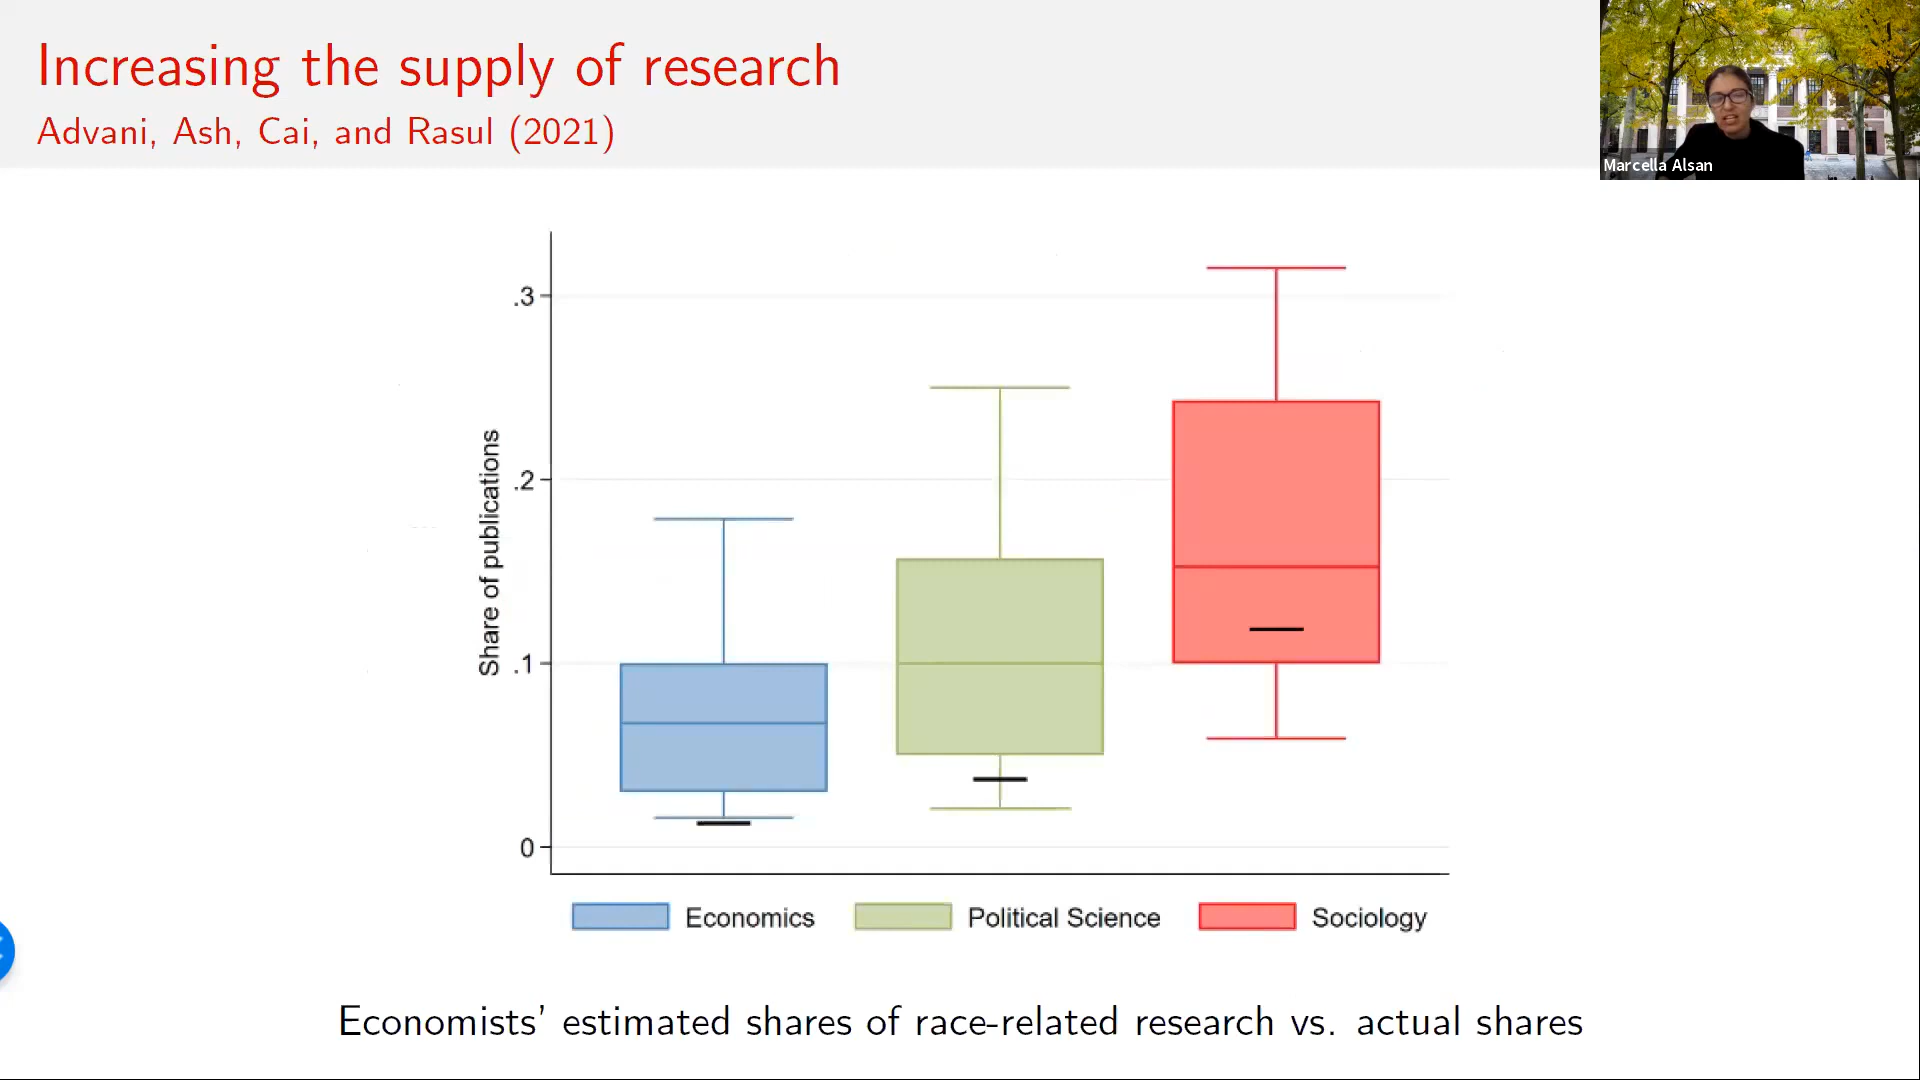 Increasing the supply of research
Advani, Ash, Cai, and Rasul (2021)
Marcella Alsan
Share of publications
.3
.2
.1
0
Economics
Political Science
Sociology
Economists' estimated shares of race-related research vs. actual shares